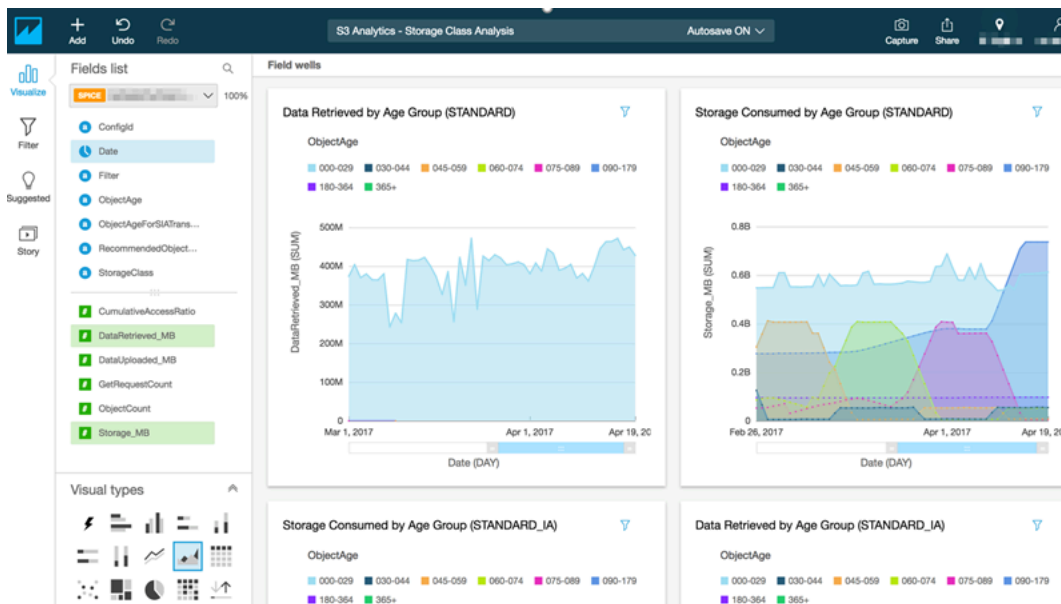 Add Undo Redo S3 Analytics - Storage Class Analysis Autosave ON Capture Share
Visualize
Filter
Suggested
Story
Fields list
SPICE 100%
ConfigId
Date
Filter
ObjectAge
ObjectAgeForSIATrans...
RecommendedObject...
StorageClass
CumulativeAccessRatio
DataRetrieved_MB
DataUploaded_MB
GetRequestCount
ObjectCount
Storage_MB
Visual types
Field wells
Data Retrieved by Age Group (STANDARD)
ObjectAge
000-029 030-044 045-059 060-074 075-089 090-179
180-364 365+
DataRetrieved_MB (SUM)
500M
400M
300M
200M
100M
0
Mar 1, 2017 Apr 1, 2017 Apr 19, 20
Date (DAY)
Storage Consumed by Age Group (STANDARD)
ObjectAge
000-029 030-044 045-059 060-074 075-089 090-179
180-364 365+
Storage_MB (SUM)
0.8B
0.6B
0.4B
0.2B
0
Feb 26, 2017 Apr 1, 2017 Apr 19, 20
Date (DAY)
Storage Consumed by Age Group (STANDARD_IA)
ObjectAge
000-029 030-044 045-059 060-074 075-089 090-179
180-364 365+
Data Retrieved by Age Group (STANDARD_IA)
ObjectAge
000-029 030-044 045-059 060-074 075-089 090-179
180-364 365+